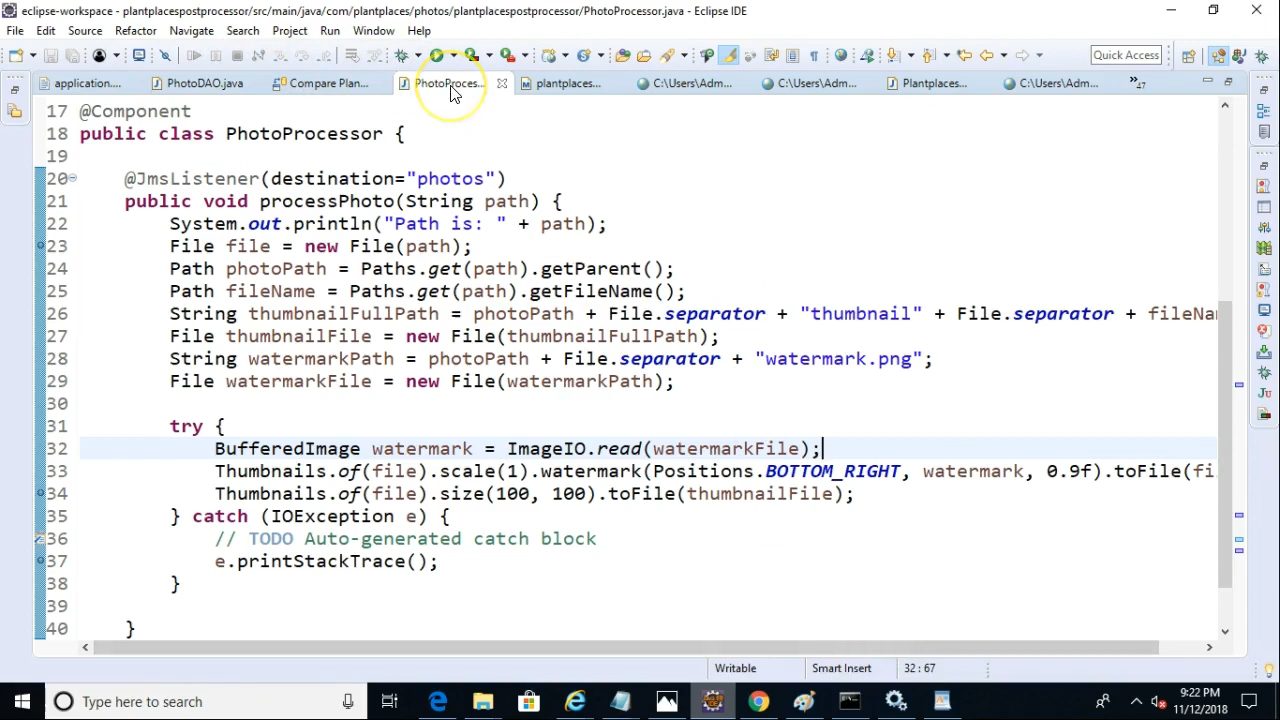 eclipse-workspace - plantplacespostprocessor/src/main/java/com/plantplaces/photos/plantplacespostprocessor/PhotoProcessor.java - Eclipse IDE
File Edit Source Refactor Navigate Search Project Run Window Help
Quick Access
application.... PhotoDAO.java Compare Plan... PhotoProces... plantplaces... C:\Users\Adm... C:\Users\Adm... Plantplaces... C:\Users\Adm... »47
17 @Component
18 public class PhotoProcessor {
19
20 @JmsListener(destination="photos")
21 public void processPhoto(String path) {
22 System.out.println("Path is: " + path);
23 File file = new File(path);
24 Path photoPath = Paths.get(path).getParent();
25 Path fileName = Paths.get(path).getFileName();
26 String thumbnailFullPath = photoPath + File.separator + "thumbnail" + File.separator + fileNam
27 File thumbnailFile = new File(thumbnailFullPath);
28 String watermarkPath = photoPath + File.separator + "watermark.png";
29 File watermarkFile = new File(watermarkPath);
30
31 try {
32 BufferedImage watermark = ImageIO.read(watermarkFile);
33 Thumbnails.of(file).scale(1).watermark(Positions.BOTTOM_RIGHT, watermark, 0.9f).toFile(fi
34 Thumbnails.of(file).size(100, 100).toFile(thumbnailFile);
35 } catch (IOException e) {
36 // TODO Auto-generated catch block
37 e.printStackTrace();
38 }
39
40 }
Writable Smart Insert 32 : 67
Type here to search
9:22 PM
11/12/2018